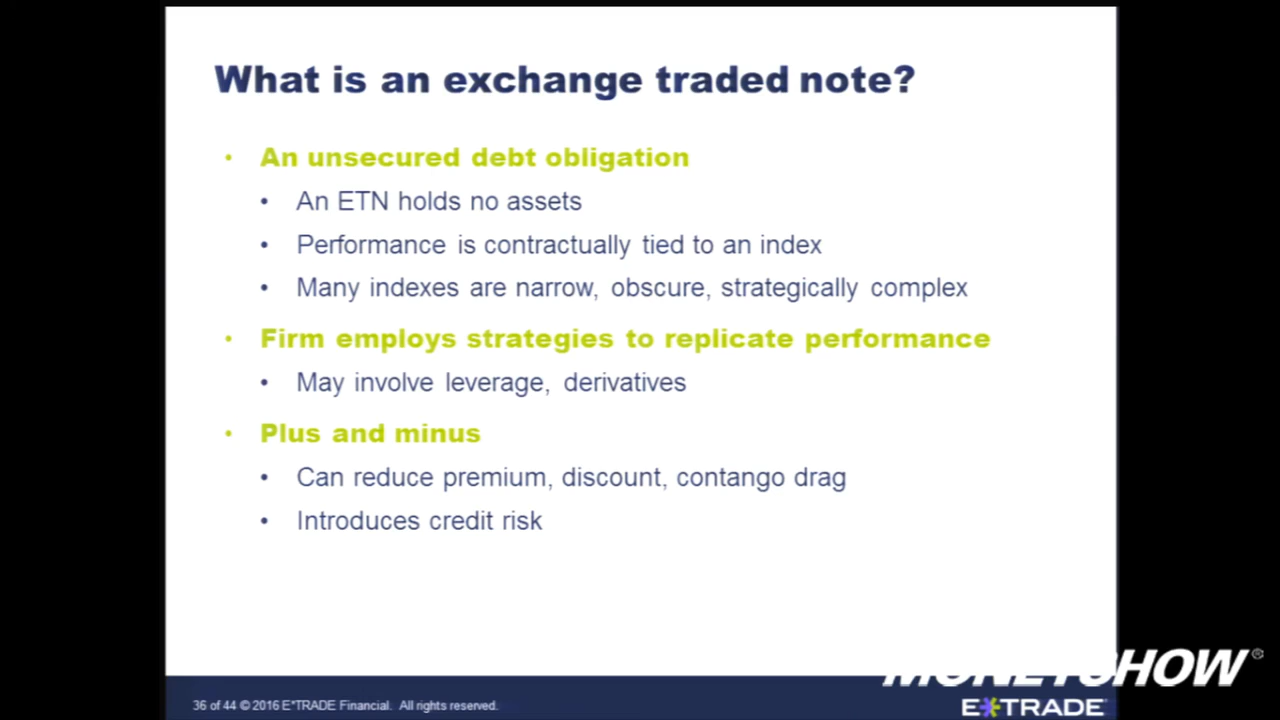 What is an exchange traded note?
• An unsecured debt obligation
• An ETN holds no assets
• Performance is contractually tied to an index
• Many indexes are narrow, obscure, strategically complex
• Firm employs strategies to replicate performance
• May involve leverage, derivatives
• Plus and minus
• Can reduce premium, discount, contango drag
• Introduces credit risk
MONEYSHOW®
36 of 44 © 2016 E*TRADE Financial. All rights reserved.
E*TRADE